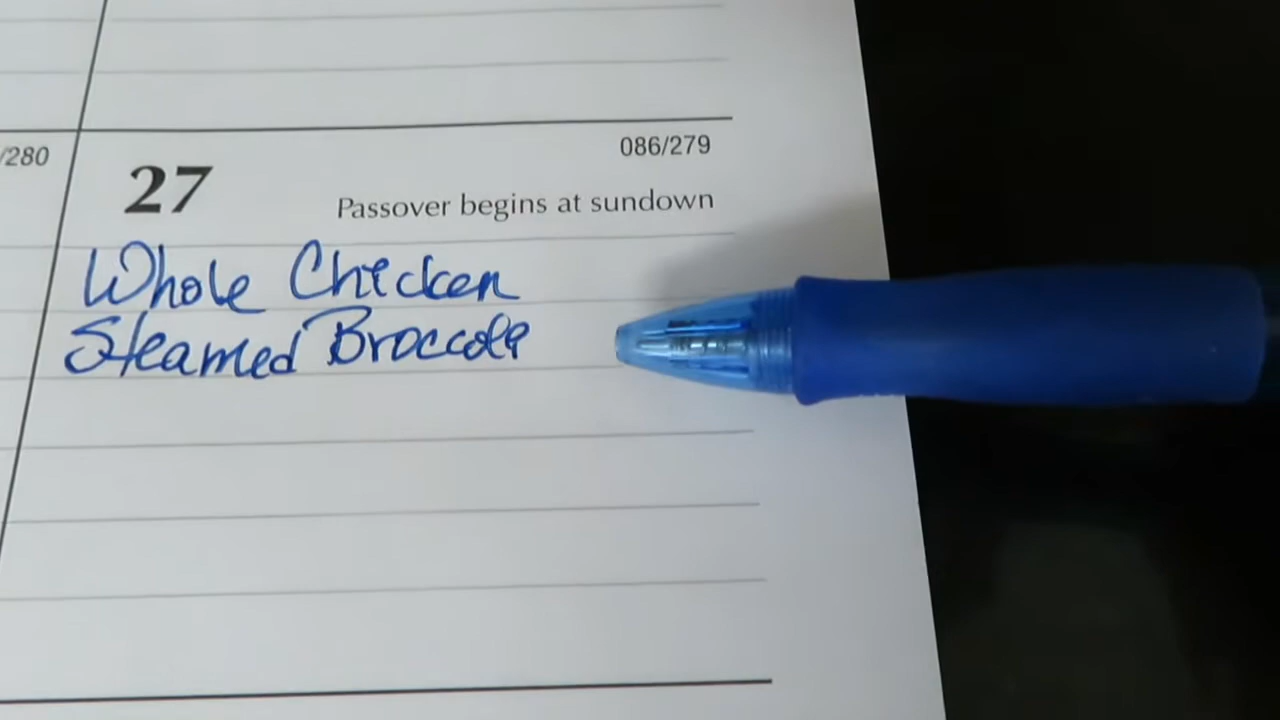 /280
086/279
27
Passover begins at sundown
Whole Chicken
Steamed Broccoli